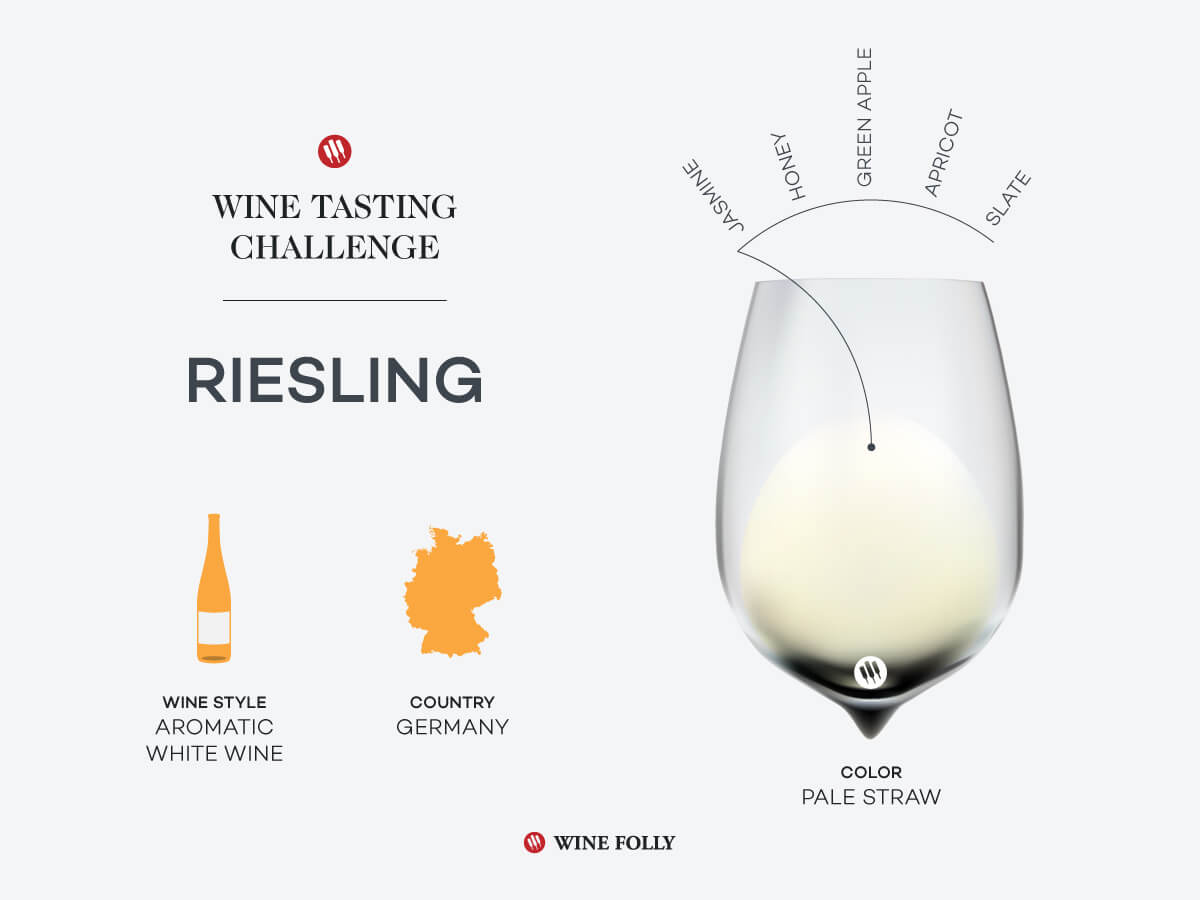 WINE TASTING
CHALLENGE
RIESLING
WINE STYLE
AROMATIC
WHITE WINE
COUNTRY
GERMANY
JASMINE
HONEY
GREEN APPLE
APRICOT
SLATE
COLOR
PALE STRAW
WINE FOLLY